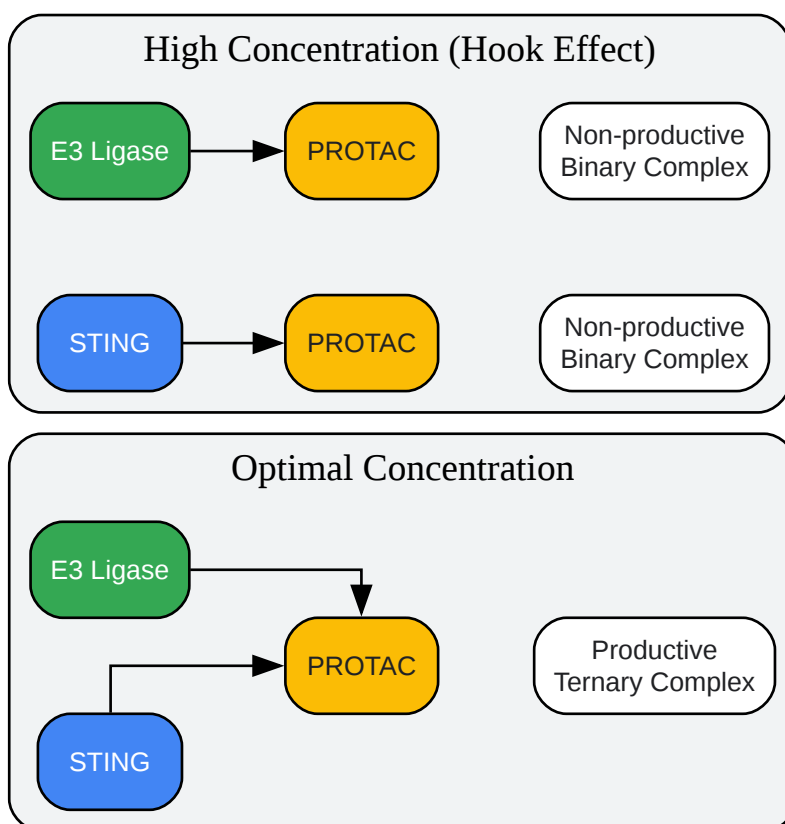 High Concentration (Hook Effect)
E3 Ligase
PROTAC
Non-productive
Binary Complex
STING
PROTAC
Non-productive
Binary Complex
Optimal Concentration
E3 Ligase
PROTAC
Productive
Ternary Complex
STING